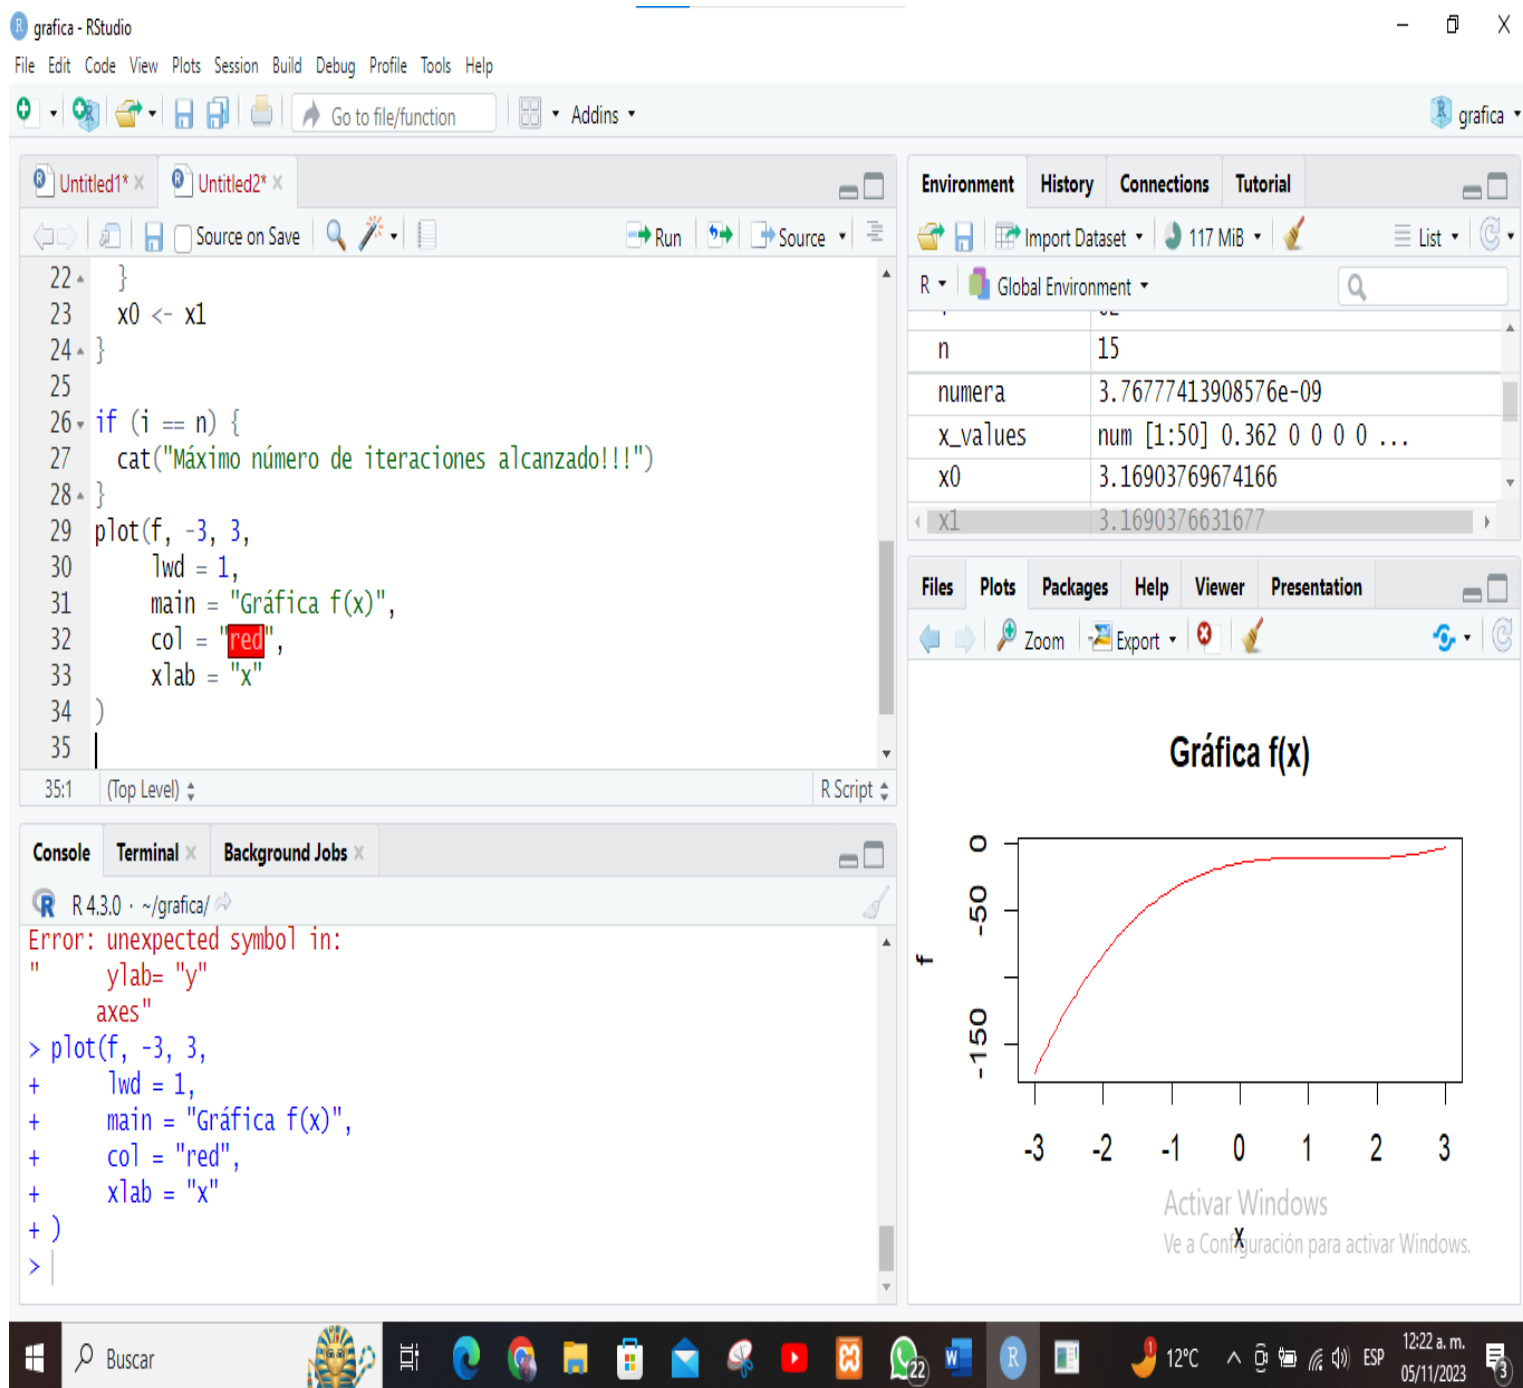 grafica - RStudio
File Edit Code View Plots Session Build Debug Profile Tools Help
Go to file/function
Addins
grafica
Untitled1*
Untitled2*
Source on Save
Run
Source
22 }
23 x0 <- x1
24 }
25
26 if (i == n) {
27 cat("Máximo número de iteraciones alcanzado!!!")
28 }
29 plot(f, -3, 3,
30 lwd = 1,
31 main = "Gráfica f(x)",
32 col = "red",
33 xlab = "x"
34 )
35
35:1 (Top Level) R Script
Console Terminal Background Jobs
R 4.3.0 · ~/grafica/
Error: unexpected symbol in:
" ylab= "y"
axes"
> plot(f, -3, 3,
+ lwd = 1,
+ main = "Gráfica f(x)",
+ col = "red",
+ xlab = "x"
+ )
>
Environment History Connections Tutorial
Import Dataset 117 MiB List
R Global Environment
n 15
numera 3.76777413908576e-09
x_values num [1:50] 0.362 0 0 0 0 ...
x0 3.16903769674166
x1 3.1690376631677
Files Plots Packages Help Viewer Presentation
Zoom Export
Gráfica f(x)
0
-50
-150
f
-3 -2 -1 0 1 2 3
x
Activar Windows
Ve a Configuración para activar Windows.
Buscar
22
W
R
1
12°C
ESP
12:22 a. m.
05/11/2023
3